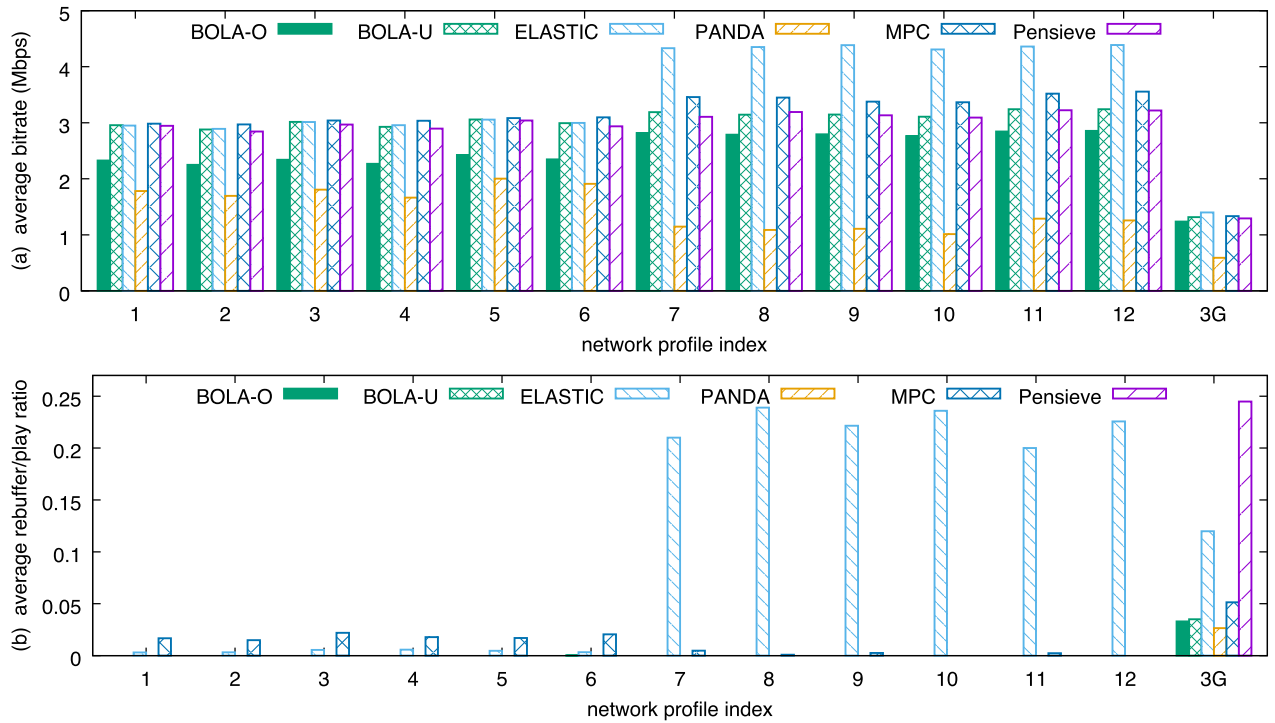 (a) average bitrate (Mbps)
5
4
3
2
1
0
BOLA-O BOLA-U ELASTIC PANDA MPC Pensieve
1 2 3 4 5 6 7 8 9 10 11 12 3G
network profile index
(b) average rebuffer/play ratio
0.25
0.2
0.15
0.1
0.05
0
BOLA-O BOLA-U ELASTIC PANDA MPC Pensieve
1 2 3 4 5 6 7 8 9 10 11 12 3G
network profile index